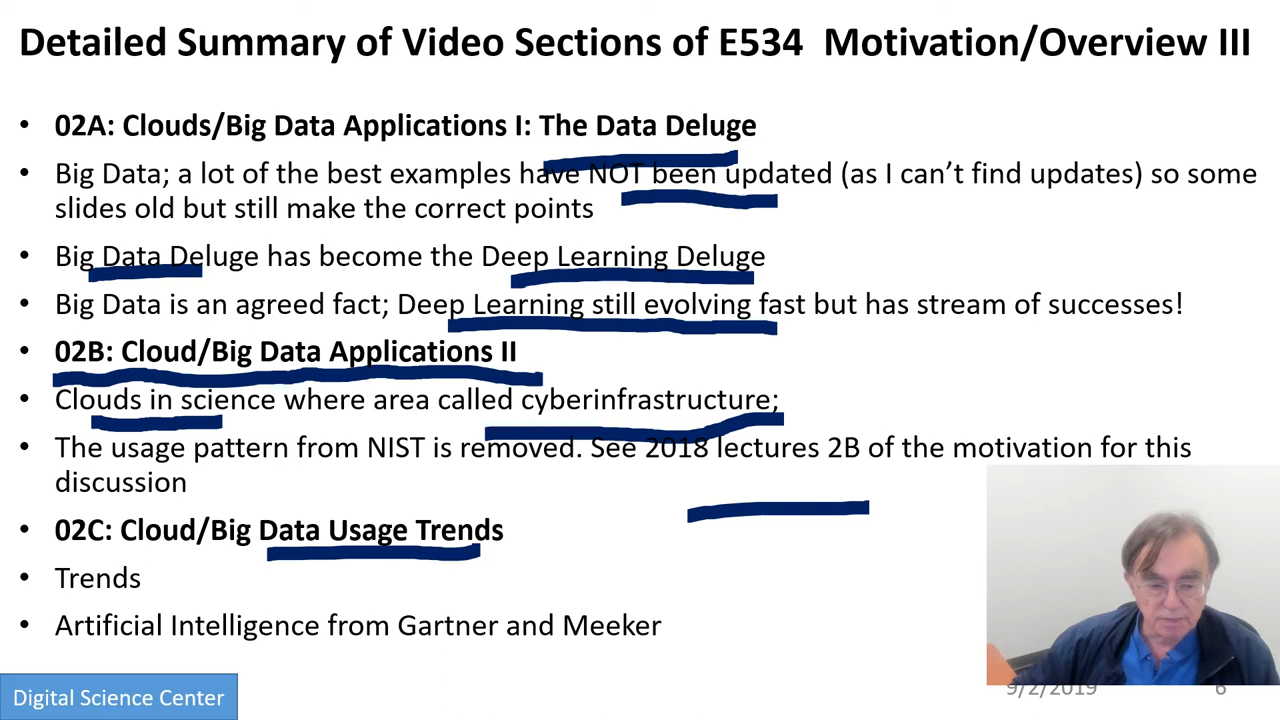 Detailed Summary of Video Sections of E534 Motivation/Overview III
• 02A: Clouds/Big Data Applications I: The Data Deluge
• Big Data; a lot of the best examples have NOT been updated (as I can’t find updates) so some
slides old but still make the correct points
• Big Data Deluge has become the Deep Learning Deluge
• Big Data is an agreed fact; Deep Learning still evolving fast but has stream of successes!
• 02B: Cloud/Big Data Applications II
• Clouds in science where area called cyberinfrastructure;
• The usage pattern from NIST is removed. See 2018 lectures 2B of the motivation for this
discussion
• 02C: Cloud/Big Data Usage Trends
• Trends
• Artificial Intelligence from Gartner and Meeker
Digital Science Center
9/2/2019
6